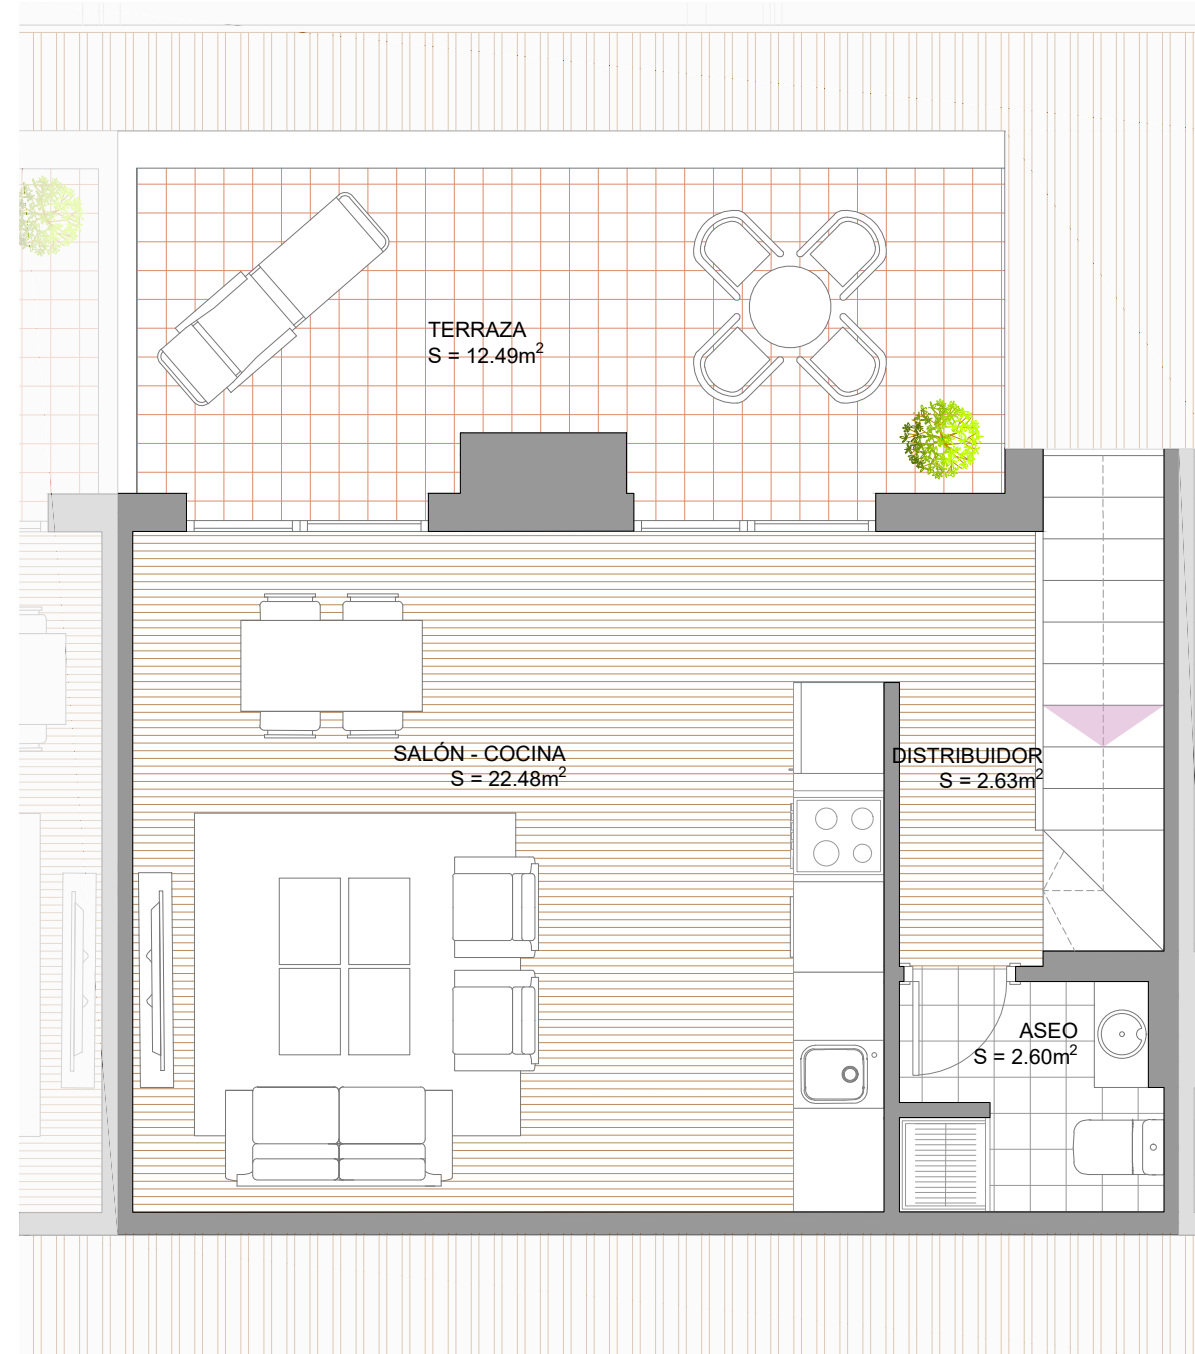 TERRAZA
S = 12.49m²
SALÓN - COCINA
S = 22.48m²
DISTRIBUIDOR
S = 2.63m²
ASEO
S = 2.60m²